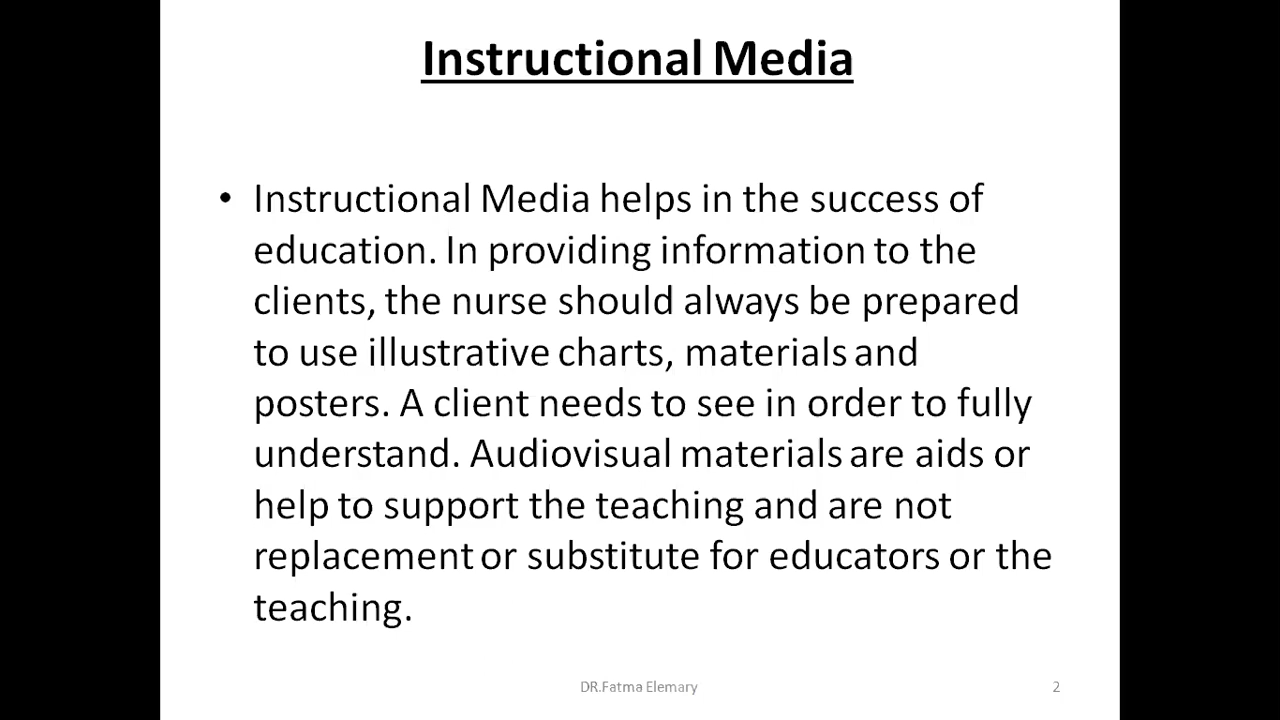 Instructional Media
• Instructional Media helps in the success of
education. In providing information to the
clients, the nurse should always be prepared
to use illustrative charts, materials and
posters. A client needs to see in order to fully
understand. Audiovisual materials are aids or
help to support the teaching and are not
replacement or substitute for educators or the
teaching.
DR.Fatma Elemary
2